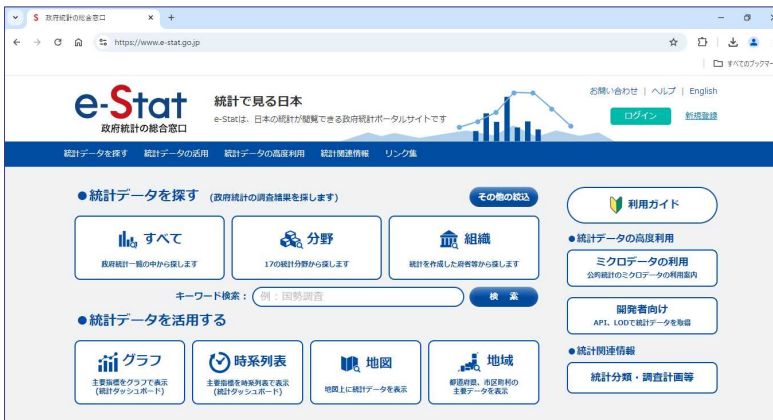 政府統計の総合窓口
https://www.e-stat.go.jp
すべてのブックマー
e-Stat
政府統計の総合窓口
統計で見る日本
e-Statは、日本の統計が閲覧できる政府統計ポータルサイトです
お問い合わせ | ヘルプ | English
ログイン
新規登録
統計データを探す 統計データの活用 統計データの高度利用 統計関連情報 リンク集
●統計データを探す (政府統計の調査結果を探します)
その他の絞込
すべて
政府統計一覧の中から探します
分野
17の統計分野から探します
組織
統計を作成した府省等から探します
キーワード検索：
例：国勢調査
検索
●統計データを活用する
グラフ
主要指標をグラフで表示
(統計ダッシュボード)
時系列表
主要指標を時系列表で表示
(統計ダッシュボード)
地図
地図上に統計データを表示
地域
都道府県、市区町村の
主要データを表示
利用ガイド
●統計データの高度利用
ミクロデータの利用
公的統計のミクロデータの利用案内
開発者向け
API、LODで統計データを取得
●統計関連情報
統計分類・調査計画等